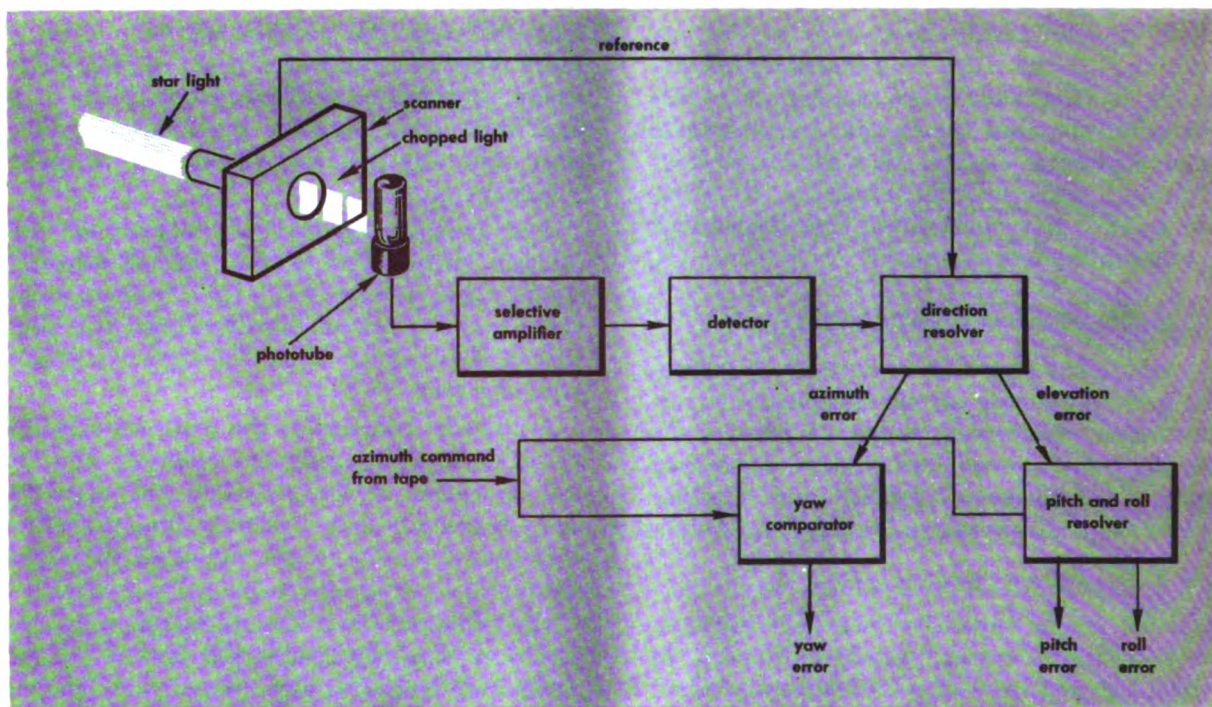 reference
star light
scanner
chopped light
selective
amplifier
detector
direction
resolver
phototube
azimuth
error
elevation
error
azimuth command
from tape
yaw
comparator
pitch and roll
resolver
yaw
error
pitch
error
roll
error